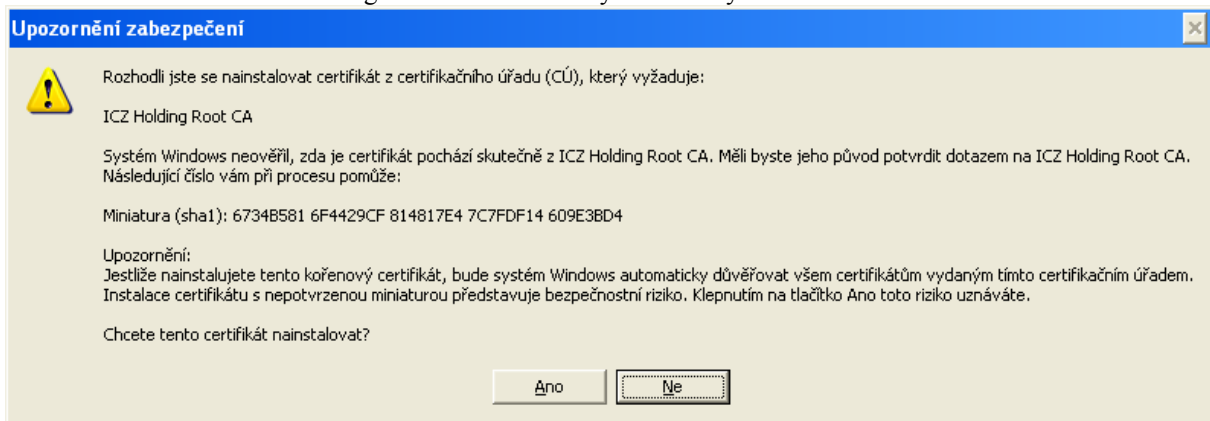 Upozornění zabezpečení
Rozhodli jste se nainstalovat certifikát z certifikačního úřadu (CÚ), který vyžaduje:
ICZ Holding Root CA
Systém Windows neověřil, zda je certifikát pochází skutečně z ICZ Holding Root CA. Měli byste jeho původ potvrdit dotazem na ICZ Holding Root CA.
Následující číslo vám při procesu pomůže:
Miniatura (sha1): 6734B581 6F4429CF 814817E4 7C7FDF14 609E3BD4
Upozornění:
Jestliže nainstalujete tento kořenový certifikát, bude systém Windows automaticky důvěřovat všem certifikátům vydaným tímto certifikačním úřadem.
Instalace certifikátu s nepotvrzenou miniaturou představuje bezpečnostní riziko. Klepnutím na tlačítko Ano toto riziko uznáváte.
Chcete tento certifikát nainstalovat?
Ano Ne